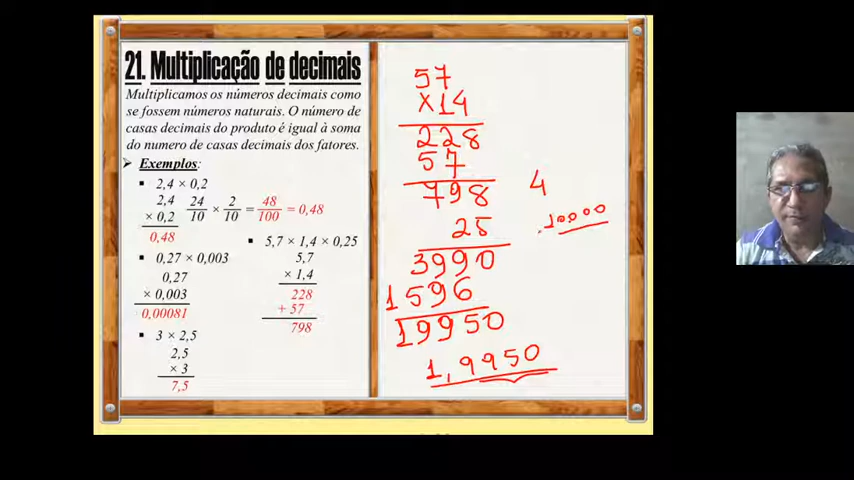 21. Multiplicação de decimais
Multiplicamos os números decimais como
se fossem números naturais. O número de
casas decimais do produto é igual à soma
do numero de casas decimais dos fatores.
➢ Exemplos:
▪ 2,4 × 0,2
2,4
× 0,2
0,48
24/10 × 2/10 = 48/100 = 0,48
▪ 0,27 × 0,003
0,27
× 0,003
0,00081
▪ 3 × 2,5
2,5
× 3
7,5
▪ 5,7 × 1,4 × 0,25
5,7
× 1,4
228
+ 57
798
57
×14
228
57
798
25
3990
1596
19950
1,9950
4
10000